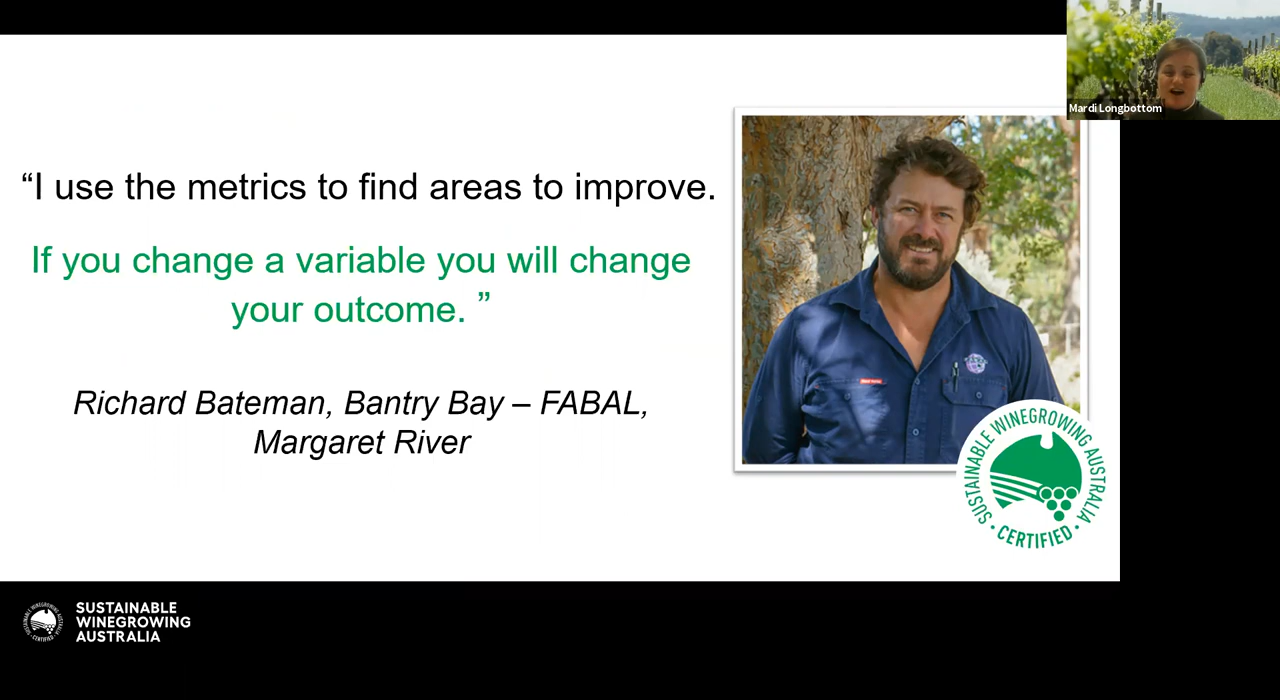 Mardi Longbottom
“I use the metrics to find areas to improve.
If you change a variable you will change
your outcome. ”
Richard Bateman, Bantry Bay – FABAL,
Margaret River
SUSTAINABLE WINEGROWING AUSTRALIA
• CERTIFIED •
SUSTAINABLE
WINEGROWING
AUSTRALIA